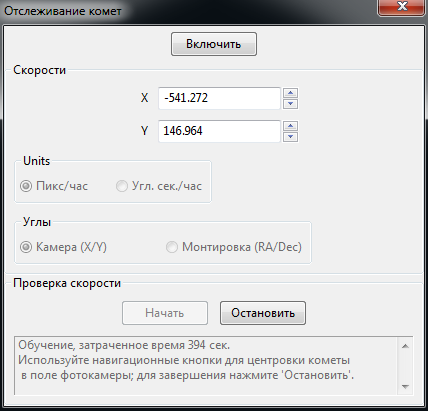 Отслеживание комет
Включить
Скорости
X -541.272
Y 146.964
Units
Пикс/час Угл. сек./час
Углы
Камера (X/Y) Монтировка (RA/Dec)
Проверка скорости
Начать Остановить
Обучение, затраченное время 394 сек.
Используйте навигационные кнопки для центровки кометы
в поле фотокамеры; для завершения нажмите 'Остановить'.